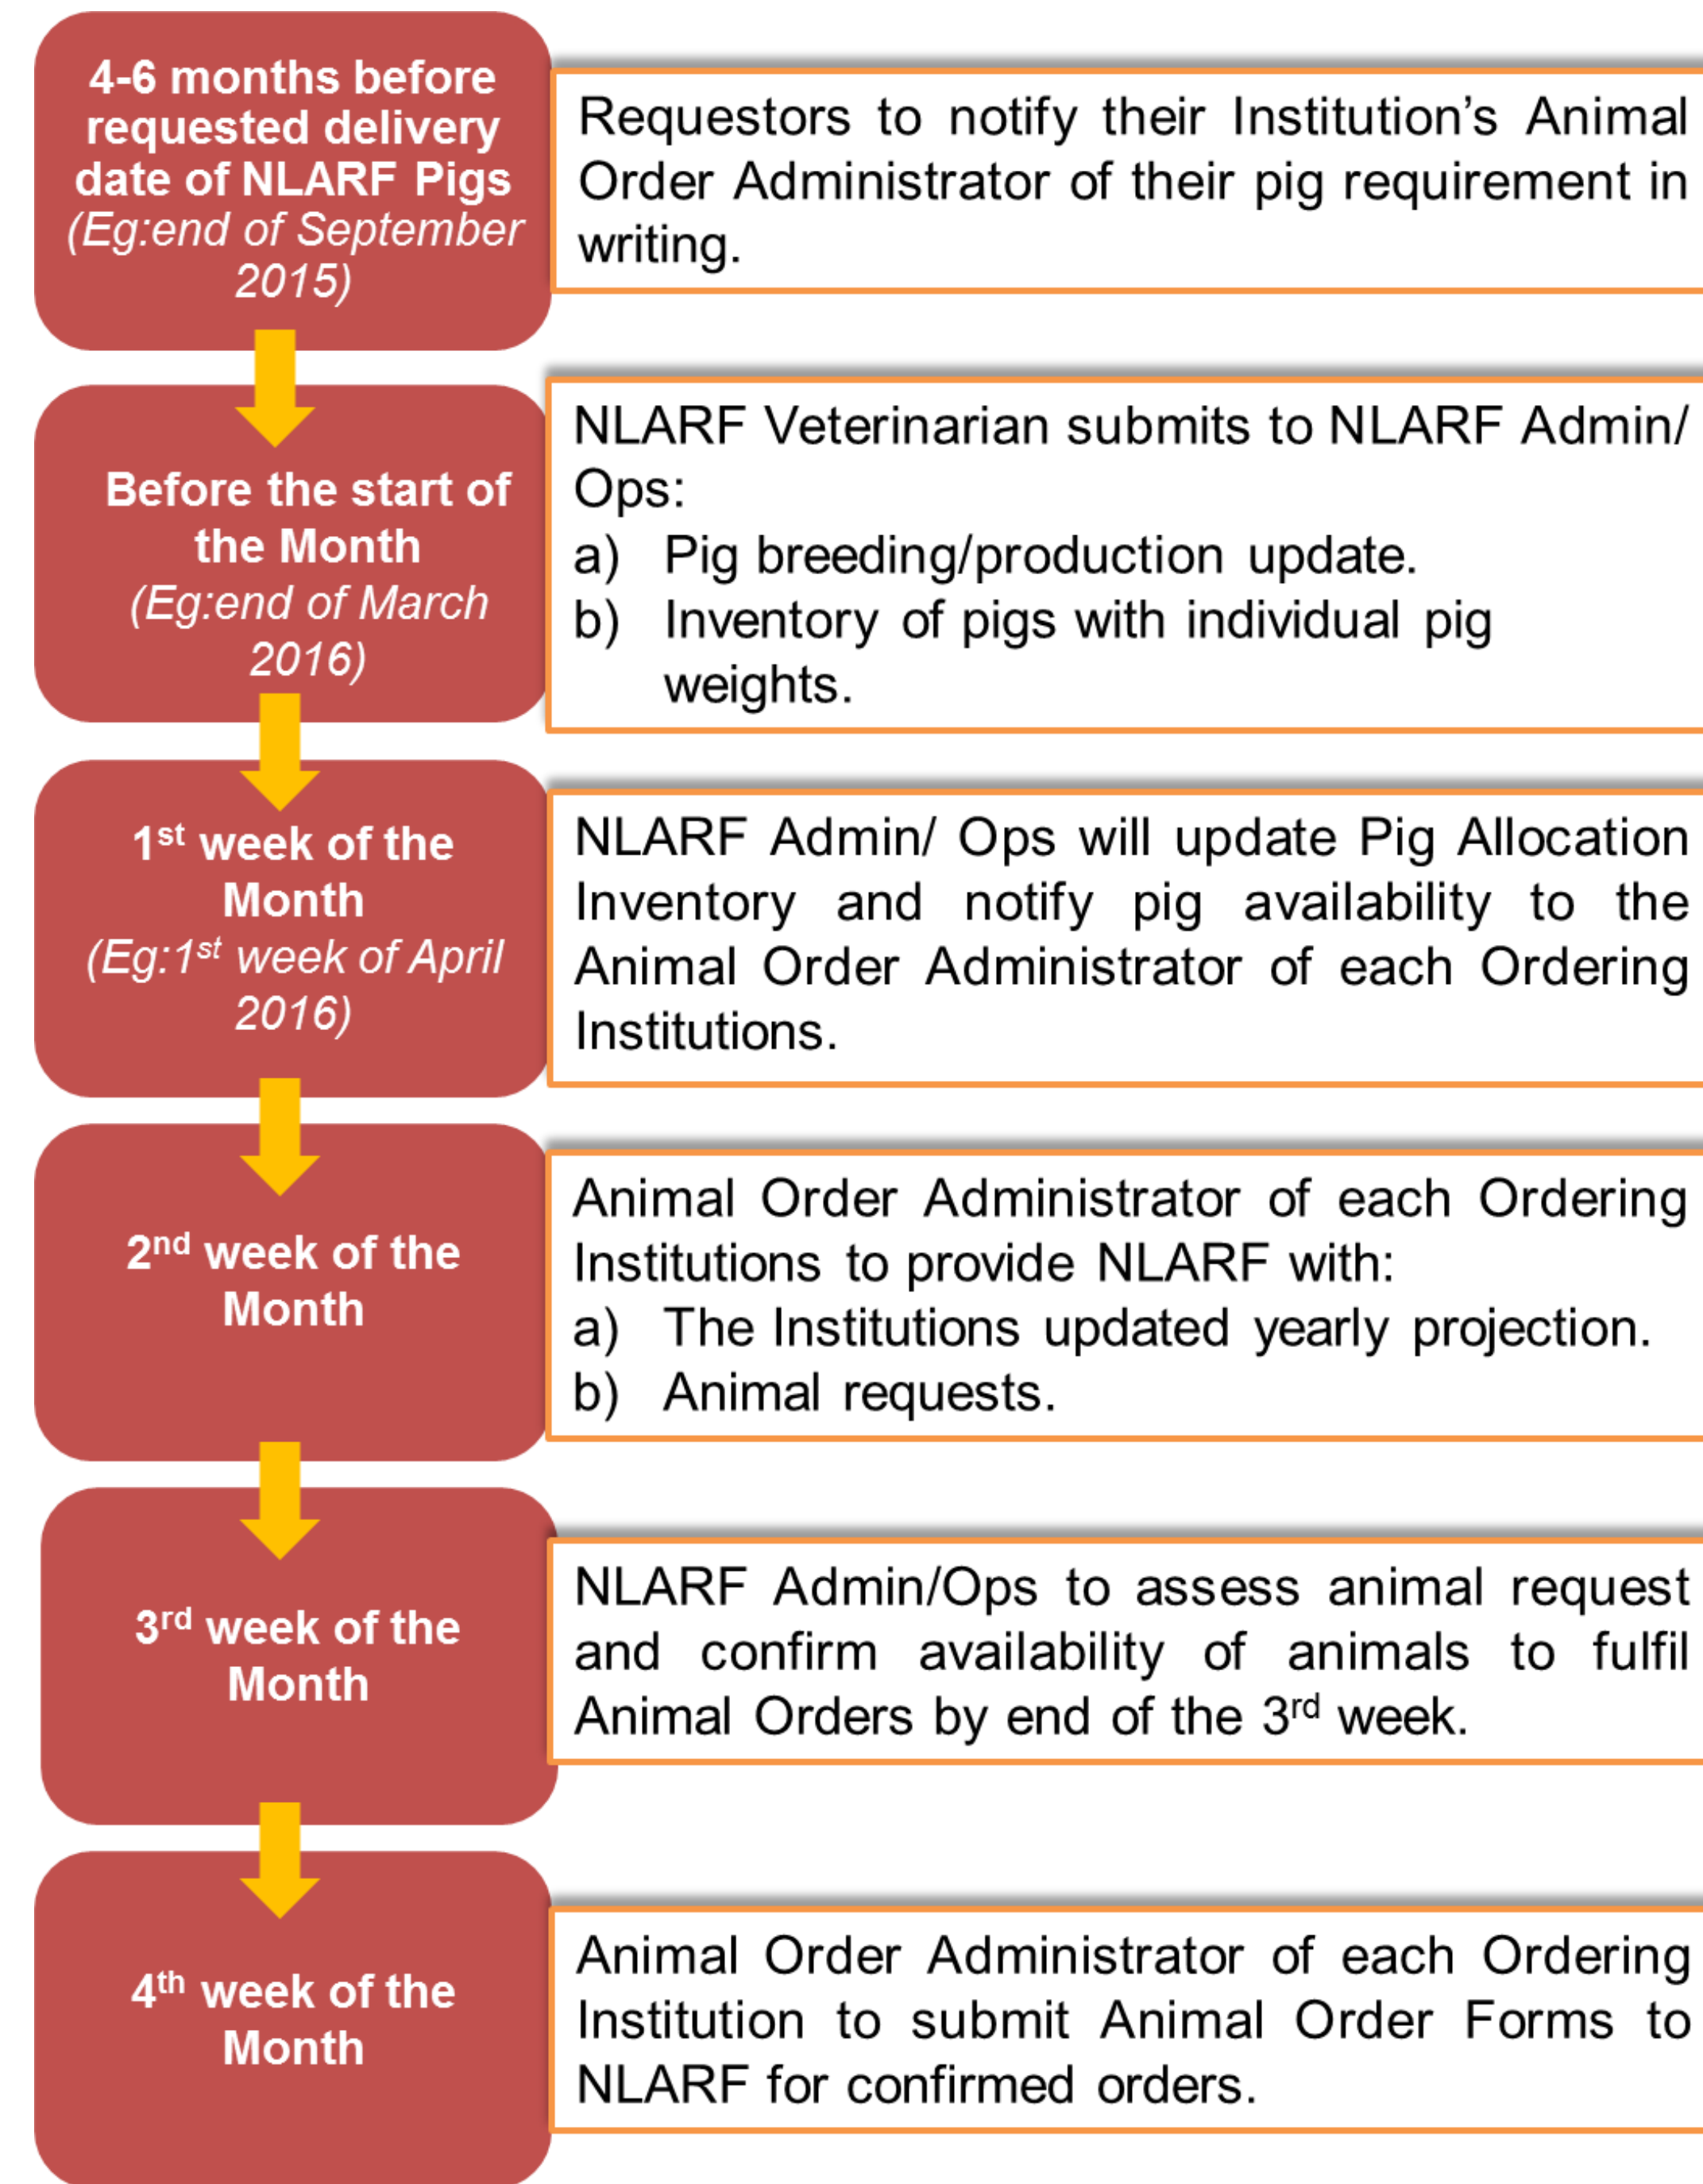 4-6 months before
requested delivery
date of NLARF Pigs
(Eg:end of September
2015)
Requestors to notify their Institution’s Animal
Order Administrator of their pig requirement in
writing.
Before the start of
the Month
(Eg:end of March
2016)
NLARF Veterinarian submits to NLARF Admin/
Ops:
a) Pig breeding/production update.
b) Inventory of pigs with individual pig
weights.
1st week of the
Month
(Eg:1st week of April
2016)
NLARF Admin/ Ops will update Pig Allocation
Inventory and notify pig availability to the
Animal Order Administrator of each Ordering
Institutions.
2nd week of the
Month
Animal Order Administrator of each Ordering
Institutions to provide NLARF with:
a) The Institutions updated yearly projection.
b) Animal requests.
3rd week of the
Month
NLARF Admin/Ops to assess animal request
and confirm availability of animals to fulfil
Animal Orders by end of the 3rd week.
4th week of the
Month
Animal Order Administrator of each Ordering
Institution to submit Animal Order Forms to
NLARF for confirmed orders.